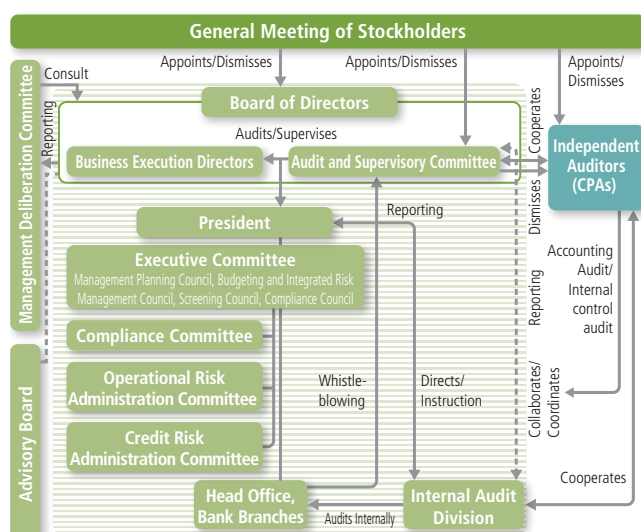 General Meeting of Stockholders
Consult
Appoints/Dismisses
Appoints/Dismisses
Appoints/
Dismisses
Management Deliberation Committee
Reporting
Board of Directors
Audits/Supervises
Business Execution Directors
Audit and Supervisory Committee
Cooperates
Dismisses
Independent
Auditors
(CPAs)
President
Reporting
Executive Committee
Management Planning Council, Budgeting and Integrated Risk
Management Council, Screening Council, Compliance Council
Reporting
Accounting
Audit/
Internal
control
audit
Compliance Committee
Operational Risk
Administration Committee
Whistle-
blowing
Directs/
Instruction
Collaborates/
Coordinates
Advisory Board
Credit Risk
Administration Committee
Head Office,
Bank Branches
Audits Internally
Internal Audit
Division
Cooperates